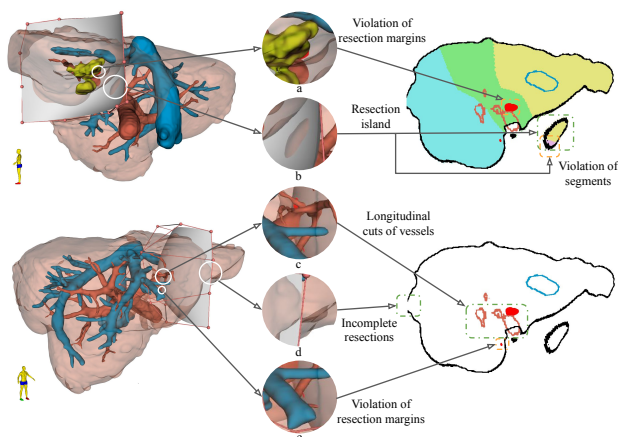 Violation of
resection margins
a
Resection
island
b
Violation of
segments
Longitudinal
cuts of vessels
c
d
Incomplete
resections
Violation of
resection margins